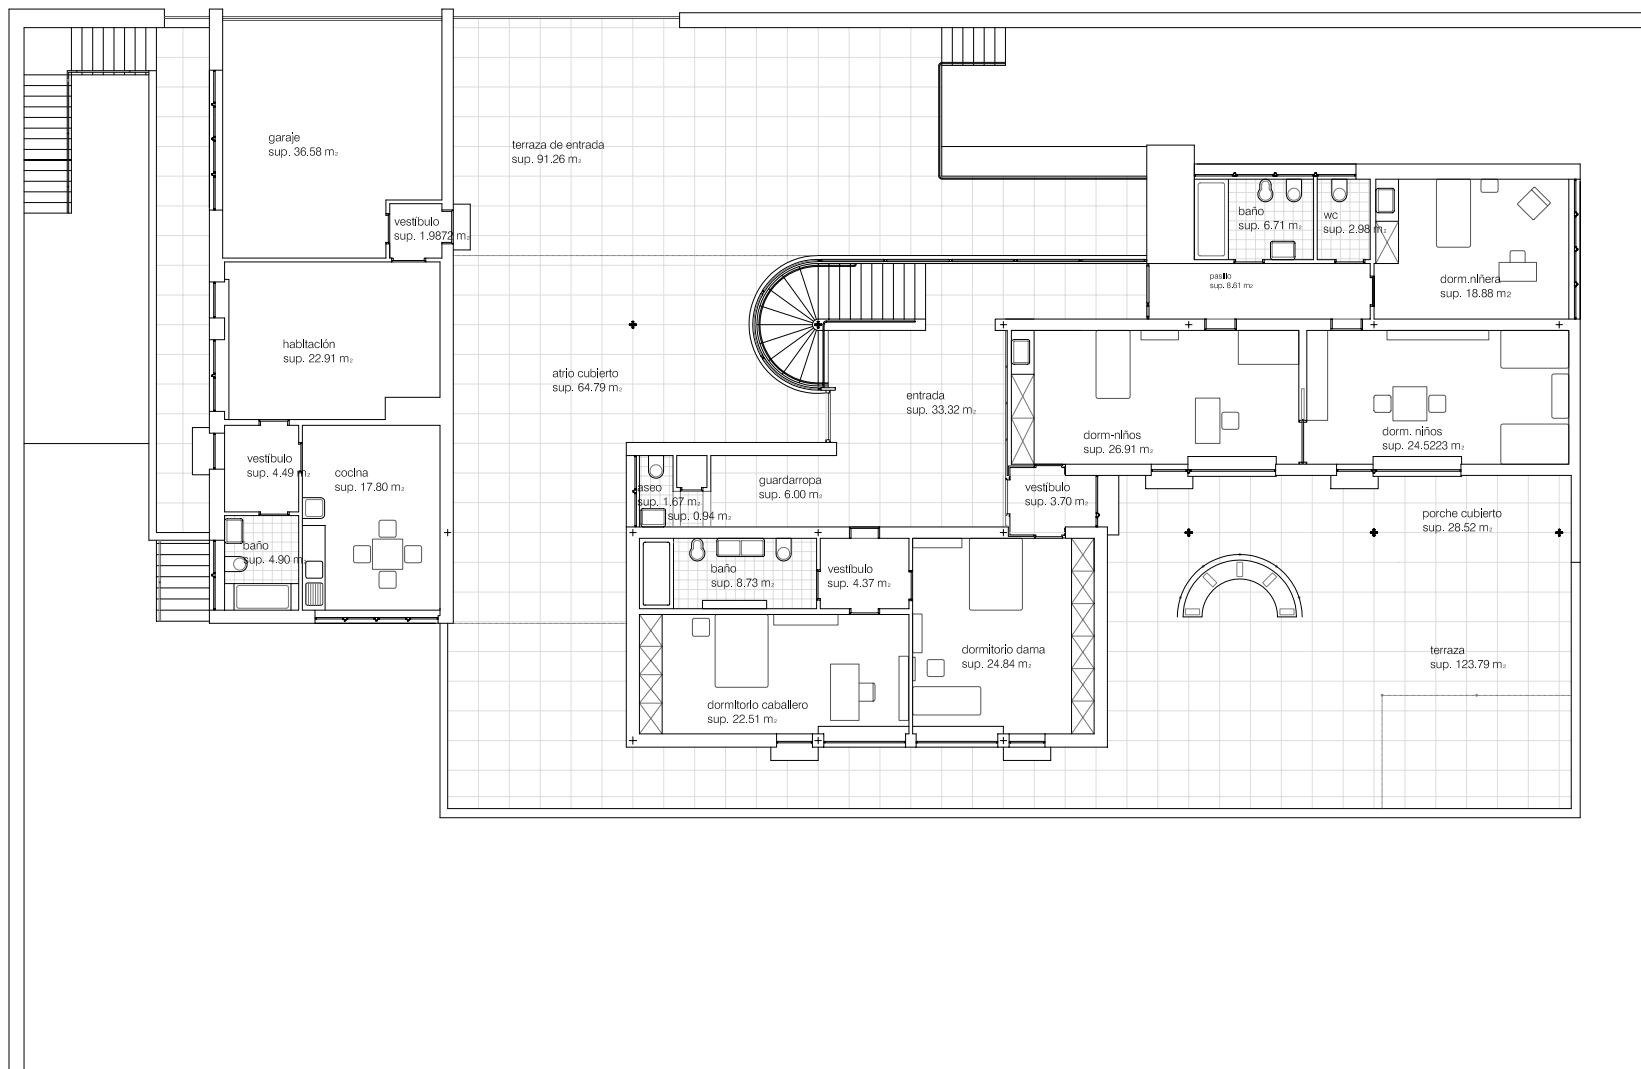 garaje
sup. 36.58 m²
terraza de entrada
sup. 91.26 m²
vestíbulo
sup. 1.9872 m²
baño
sup. 6.71 m²
wc
sup. 2.98 m²
pasillo
sup. 8.61 m²
dorm.niñera
sup. 18.88 m²
habitación
sup. 22.91 m²
atrio cubierto
sup. 64.79 m²
entrada
sup. 33.32 m²
dorm-niños
sup. 26.91 m²
dorm. niños
sup. 24.5223 m²
vestíbulo
sup. 4.49 m²
cocina
sup. 17.80 m²
aseo
sup. 1.67 m²
sup. 0.94 m²
guardarropa
sup. 6.00 m²
vestíbulo
sup. 3.70 m²
porche cubierto
sup. 28.52 m²
baño
sup. 4.90 m²
baño
sup. 8.73 m²
vestíbulo
sup. 4.37 m²
dormitorio dama
sup. 24.84 m²
terraza
sup. 123.79 m²
dormitorio caballero
sup. 22.51 m²